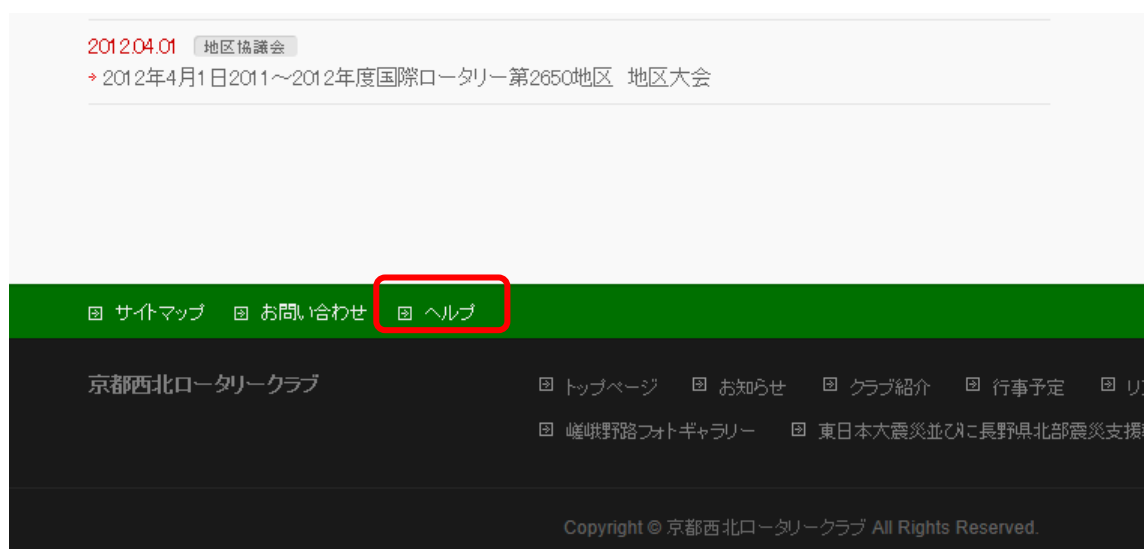 2012.04.01 地区協議会
2012年4月1日2011～2012年度国際ロータリー第2650地区 地区大会
サイトマップ お問い合わせ ヘルプ
京都西北ロータリークラブ トップページ お知らせ クラブ紹介 行事予定
嵯峨野路フォトギャラリー 東日本大震災並びに長野県北部震災支援
Copyright © 京都西北ロータリークラブ All Rights Reserved.